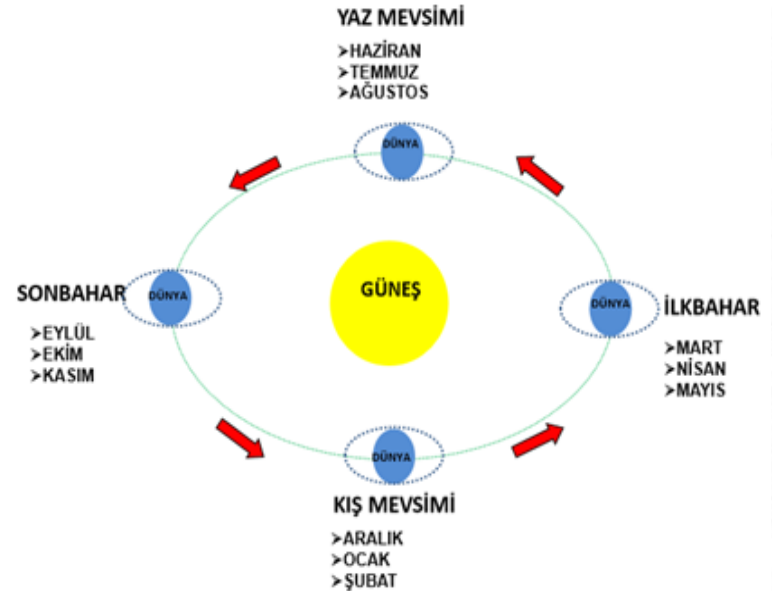 YAZ MEVSİMİ
➤HAZİRAN
➤TEMMUZ
➤AĞUSTOS
DÜNYA
SONBAHAR
➤EYLÜL
➤EKİM
➤KASIM
DÜNYA
GÜNEŞ
DÜNYA
İLKBAHAR
➤MART
➤NİSAN
➤MAYIS
DÜNYA
KIŞ MEVSİMİ
➤ARALIK
➤OCAK
➤ŞUBAT